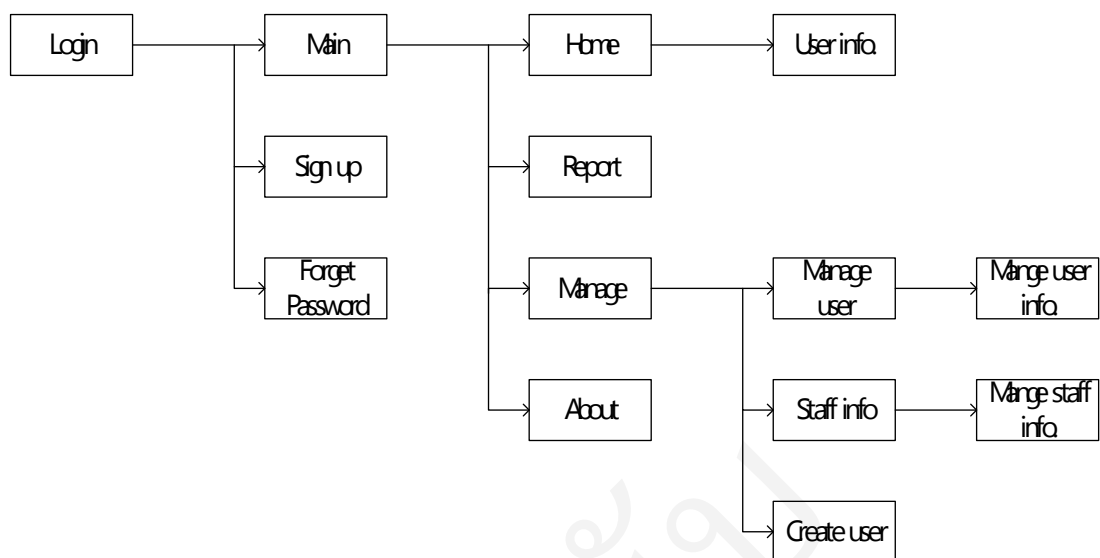 Login
Main
Home
User info.
Sign up
Report
Forget
Password
Manage
Manage
user
Mange user
info.
About
Staff info
Mange staff
info.
Create user